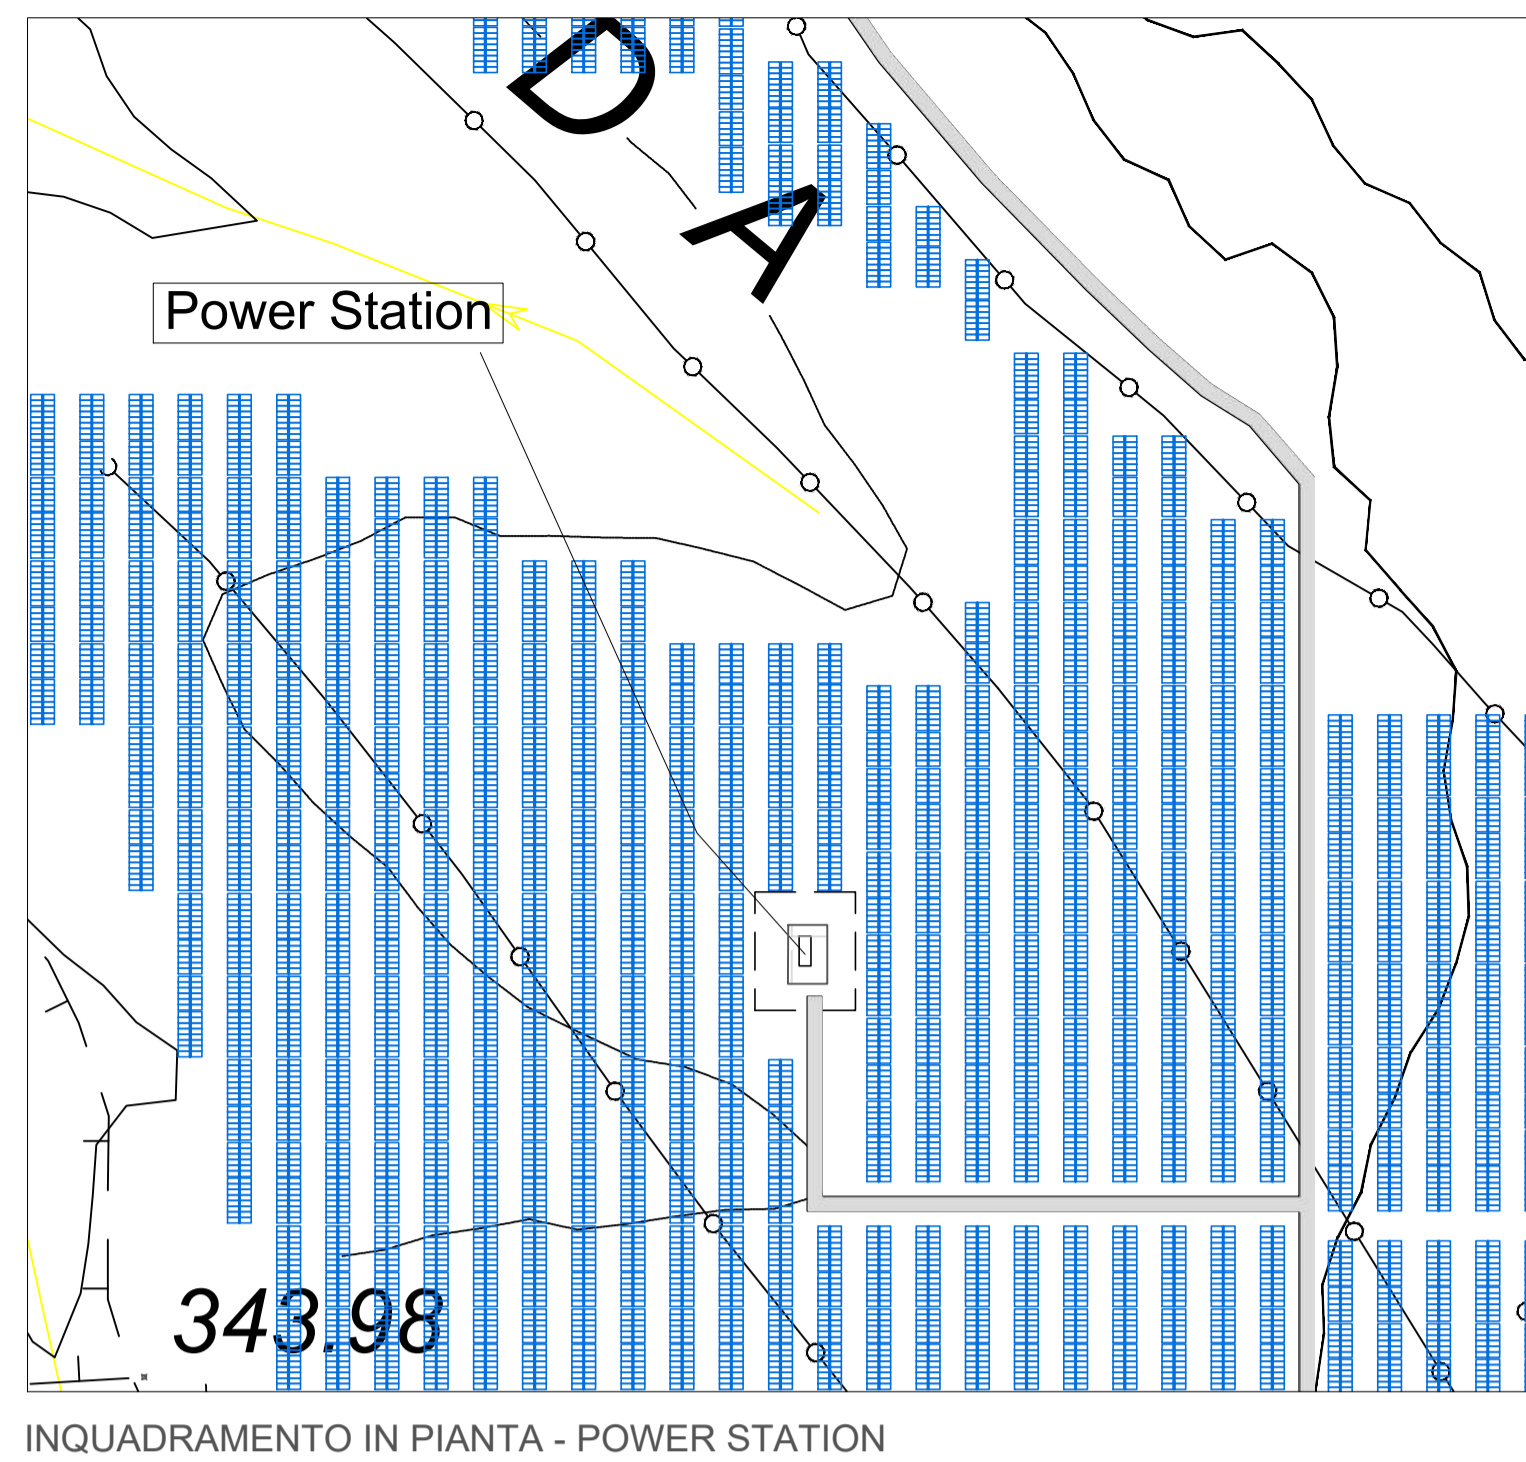 D
A
Power Station
343.98
INQUADRAMENTO IN PIANTA - POWER STATION